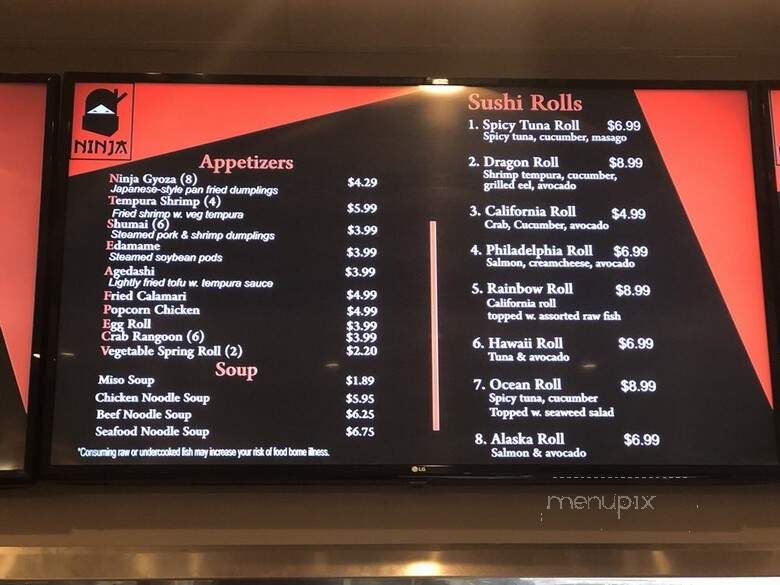 NINJA
Appetizers
Ninja Gyoza (8) $4.29
Japanese-style pan fried dumplings
Tempura Shrimp (4) $5.99
Fried shrimp w. veg tempura
Shumai (6) $3.99
Steamed pork & shrimp dumplings
Edamame $3.99
Steamed soybean pods
Agedashi $3.99
Lightly fried tofu w. tempura sauce
Fried Calamari $4.99
Popcorn Chicken $4.99
Egg Roll $3.99
Crab Rangoon (6) $3.99
Vegetable Spring Roll (2) $2.20
Soup
Miso Soup $1.89
Chicken Noodle Soup $5.95
Beef Noodle Soup $6.25
Seafood Noodle Soup $6.75
*Consuming raw or undercooked fish may increase your risk of food borne illness.
Sushi Rolls
1. Spicy Tuna Roll $6.99
Spicy tuna, cucumber, masago
2. Dragon Roll $8.99
Shrimp tempura, cucumber,
grilled eel, avocado
3. California Roll $4.99
Crab, Cucumber, avocado
4. Philadelphia Roll $6.99
Salmon, creamcheese, avocado
5. Rainbow Roll $8.99
California roll
topped w. assorted raw fish
6. Hawaii Roll $6.99
Tuna & avocado
7. Ocean Roll $8.99
Spicy tuna, cucumber
Topped w. seaweed salad
8. Alaska Roll $6.99
Salmon & avocado
LG
menupix